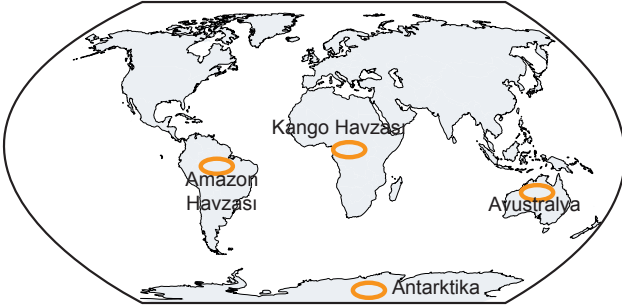 Kango Havzası
Amazon
Havzası
Avustralya
Antarktika